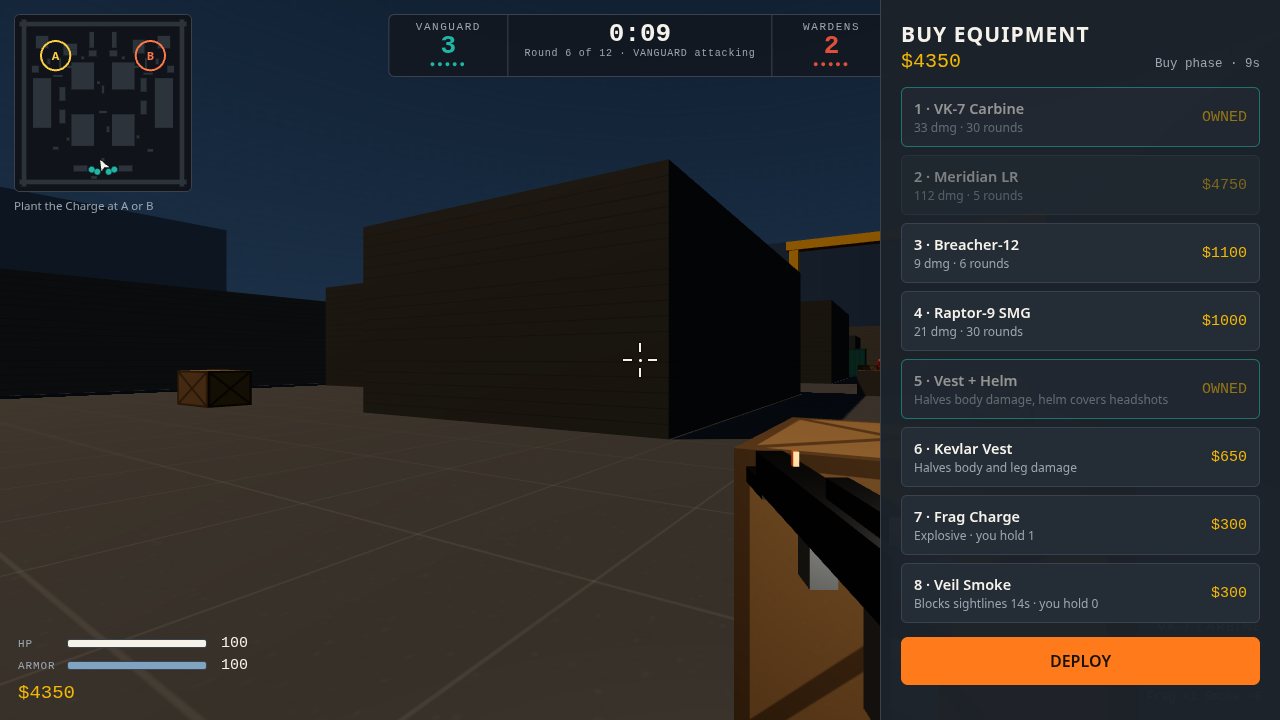 A
B
Plant the Charge at A or B
VANGUARD
3
0:09
Round 6 of 12 · VANGUARD attacking
WARDENS
2
BUY EQUIPMENT
$4350
Buy phase · 9s
1 · VK-7 Carbine
33 dmg · 30 rounds
OWNED
2 · Meridian LR
112 dmg · 5 rounds
$4750
3 · Breacher-12
9 dmg · 6 rounds
$1100
4 · Raptor-9 SMG
21 dmg · 30 rounds
$1000
5 · Vest + Helm
Halves body damage, helm covers headshots
OWNED
6 · Kevlar Vest
Halves body and leg damage
$650
7 · Frag Charge
Explosive · you hold 1
$300
8 · Veil Smoke
Blocks sightlines 14s · you hold 0
$300
DEPLOY
HP
100
ARMOR
100
$4350